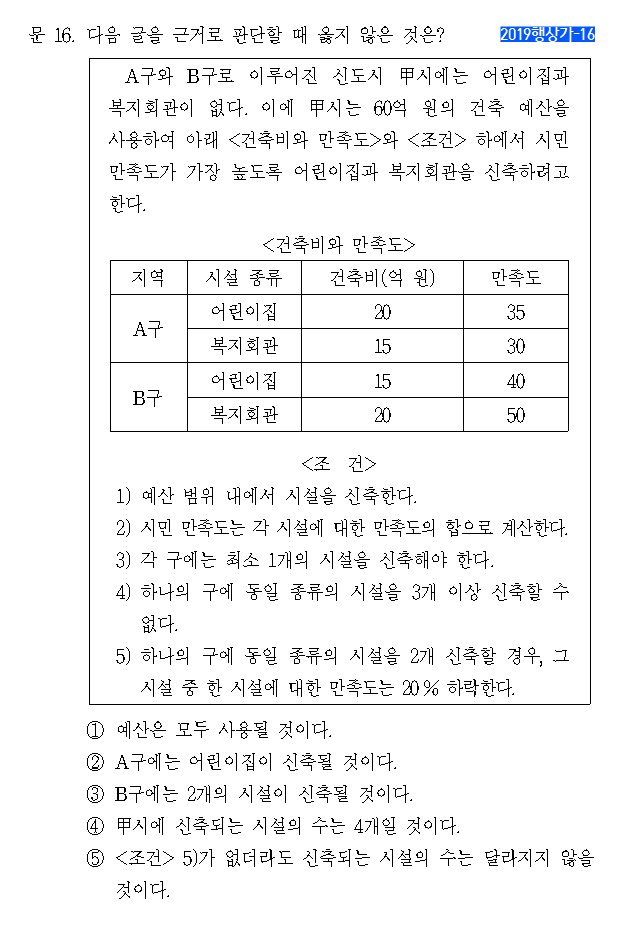 문 16. 다음 글을 근거로 판단할 때 옳지 않은 것은?
2019행상가-16
A구와 B구로 이루어진 신도시 甲시에는 어린이집과
복지회관이 없다. 이에 甲시는 60억 원의 건축 예산을
사용하여 아래 <건축비와 만족도>와 <조건> 하에서 시민
만족도가 가장 높도록 어린이집과 복지회관을 신축하려고
한다.
<건축비와 만족도>
지역 시설 종류 건축비(억 원) 만족도
A구 어린이집 20 35
복지회관 15 30
B구 어린이집 15 40
복지회관 20 50
<조 건>
1) 예산 범위 내에서 시설을 신축한다.
2) 시민 만족도는 각 시설에 대한 만족도의 합으로 계산한다.
3) 각 구에는 최소 1개의 시설을 신축해야 한다.
4) 하나의 구에 동일 종류의 시설을 3개 이상 신축할 수
없다.
5) 하나의 구에 동일 종류의 시설을 2개 신축할 경우, 그
시설 중 한 시설에 대한 만족도는 20% 하락한다.
① 예산은 모두 사용될 것이다.
② A구에는 어린이집이 신축될 것이다.
③ B구에는 2개의 시설이 신축될 것이다.
④ 甲시에 신축되는 시설의 수는 4개일 것이다.
⑤ <조건> 5)가 없더라도 신축되는 시설의 수는 달라지지 않을
것이다.